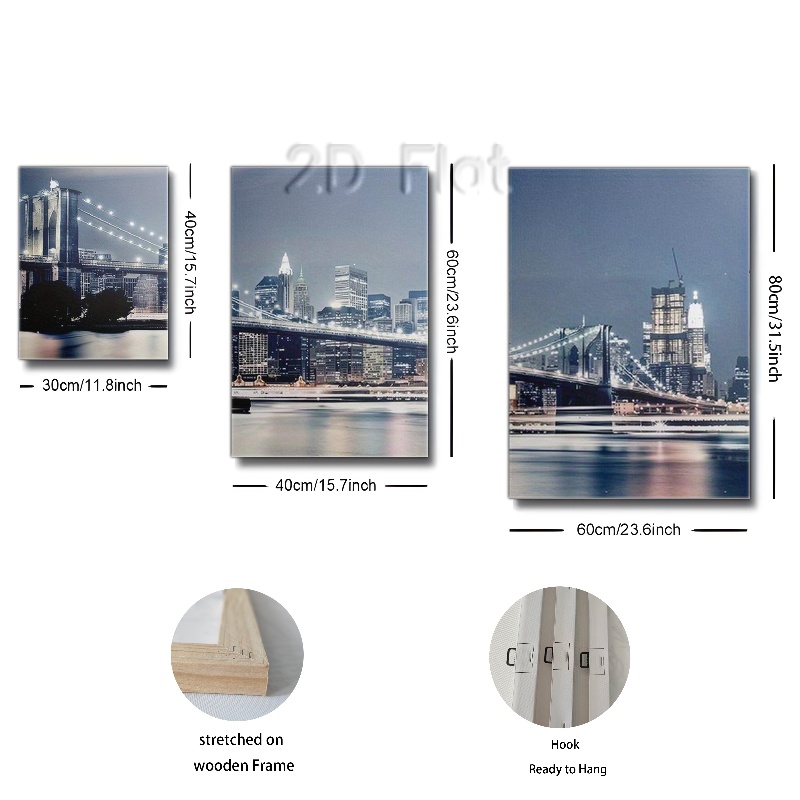 2D Flat
40cm/15.7inch
30cm/11.8inch
60cm/23.6inch
40cm/15.7inch
80cm/31.5inch
60cm/23.6inch
stretched on
wooden Frame
Hook
Ready to Hang